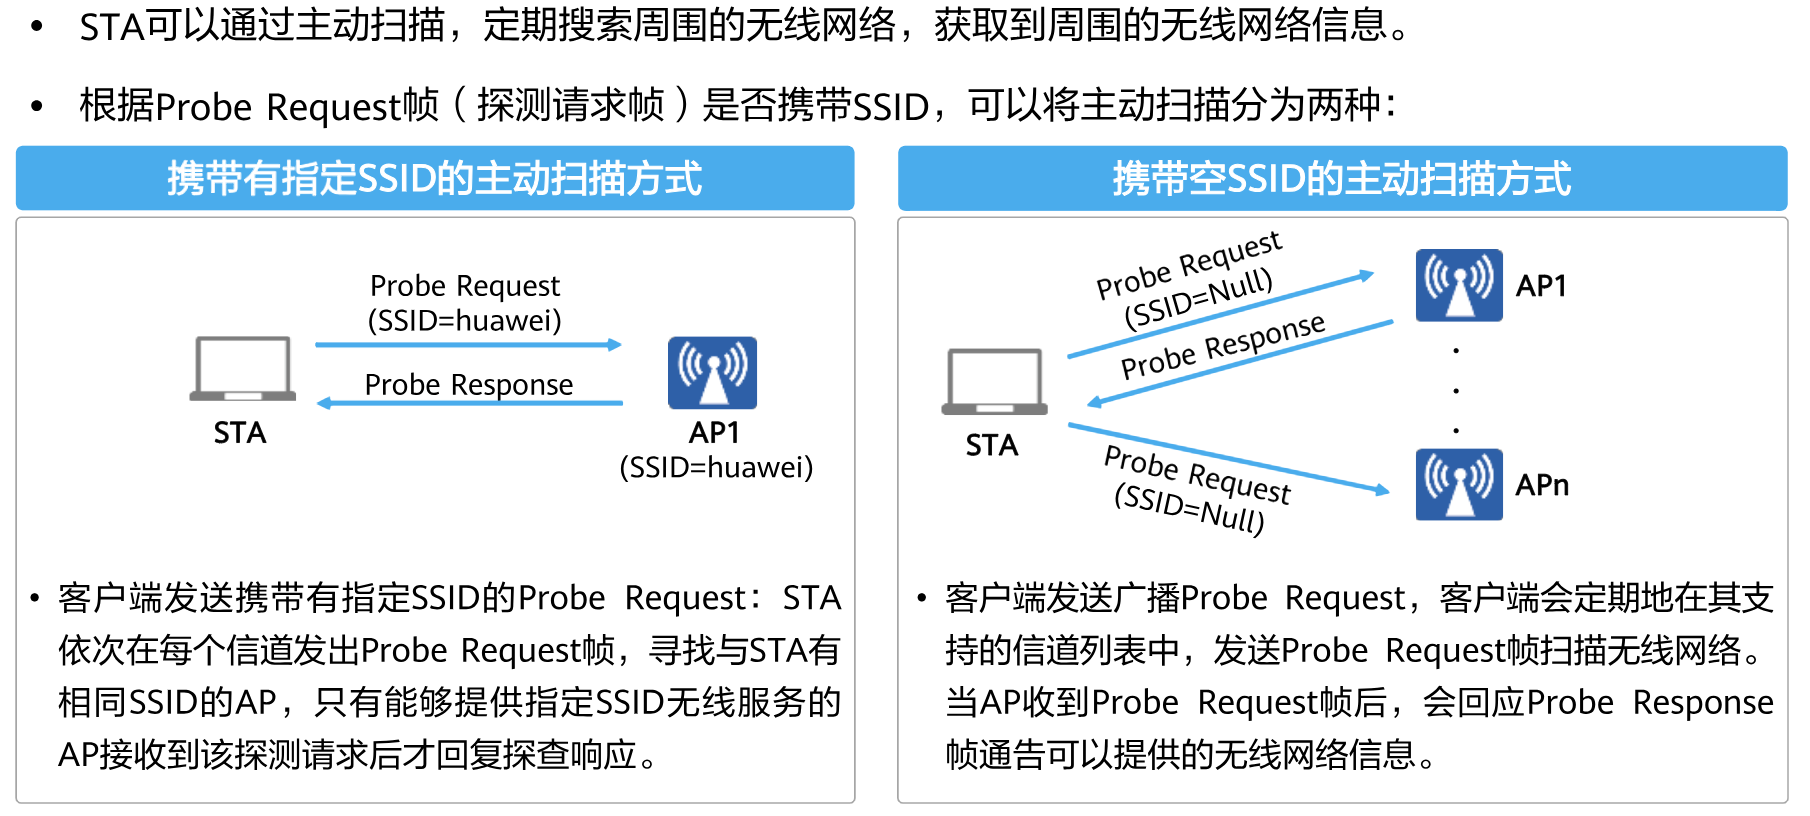 • STA可以通过主动扫描，定期搜索周围的无线网络，获取到周围的无线网络信息。
• 根据Probe Request帧（探测请求帧）是否携带SSID，可以将主动扫描分为两种：
携带有指定SSID的主动扫描方式
Probe Request
(SSID=huawei)
Probe Response
STA
AP1
(SSID=huawei)
• 客户端发送携带有指定SSID的Probe Request：STA
依次在每个信道发出Probe Request帧，寻找与STA有
相同SSID的AP，只有能够提供指定SSID无线服务的
AP接收到该探测请求后才回复探查响应。
携带空SSID的主动扫描方式
Probe Request
(SSID=Null)
Probe Response
AP1
STA
Probe Request
(SSID=Null)
APn
• 客户端发送广播Probe Request，客户端会定期地在其支
持的信道列表中，发送Probe Request帧扫描无线网络。
当AP收到Probe Request帧后，会回应Probe Response
帧通告可以提供的无线网络信息。